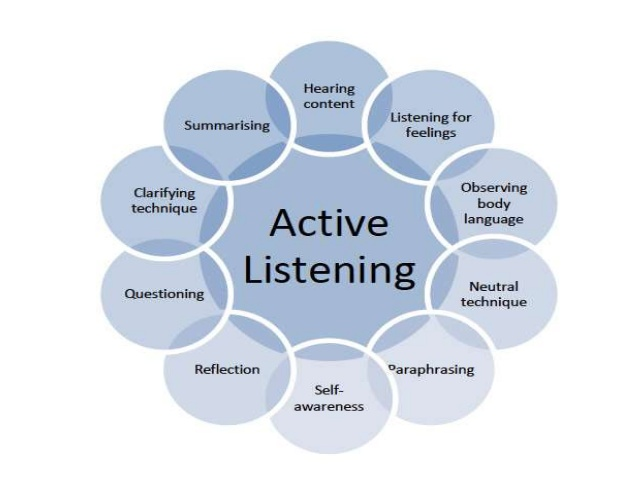 Active
Listening
Hearing
content
Listening for
feelings
Observing
body
language
Neutral
technique
Paraphrasing
Self-
awareness
Reflection
Questioning
Clarifying
technique
Summarising